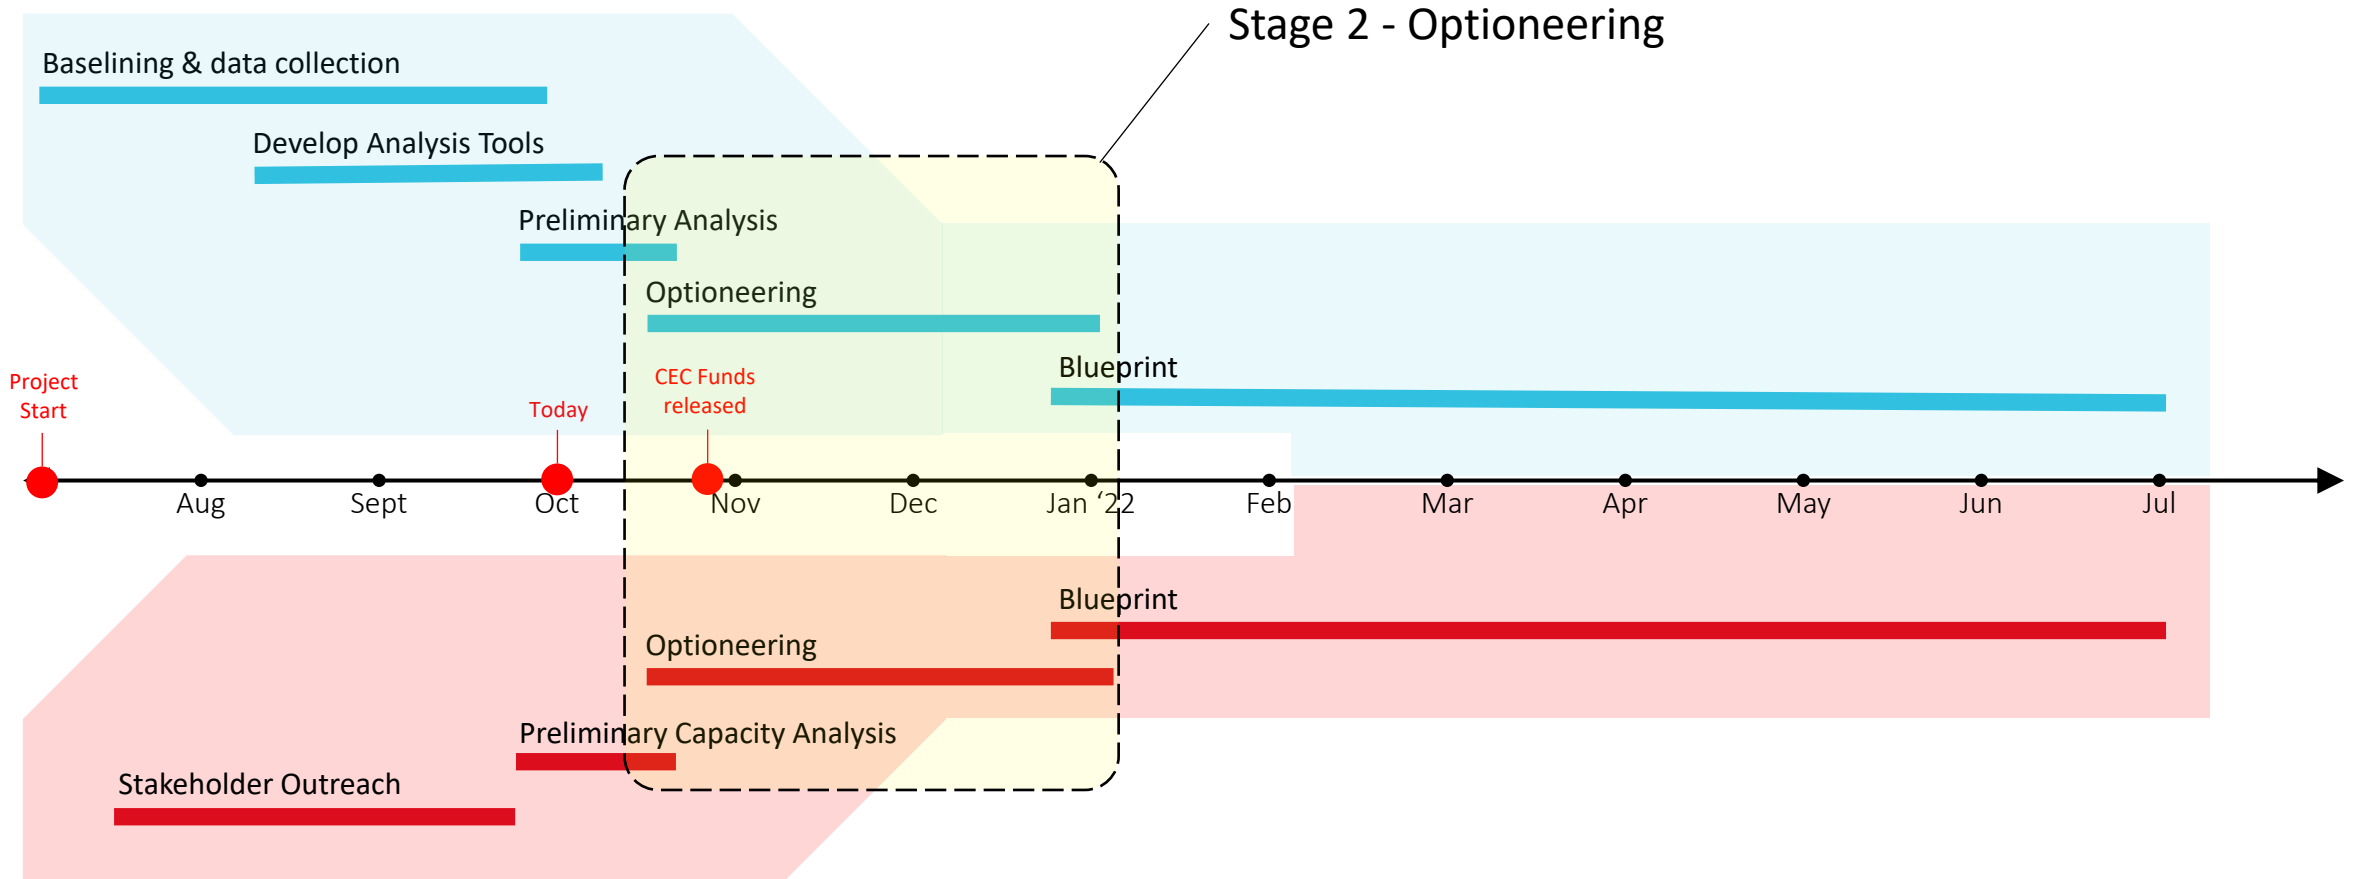 Stage 2 - Optioneering
Baselining & data collection
Develop Analysis Tools
Preliminary Analysis
Optioneering
Blueprint
Project
Start
Today
CEC Funds
released
Aug
Sept
Oct
Nov
Dec
Jan ‘22
Feb
Mar
Apr
May
Jun
Jul
Blueprint
Optioneering
Preliminary Capacity Analysis
Stakeholder Outreach